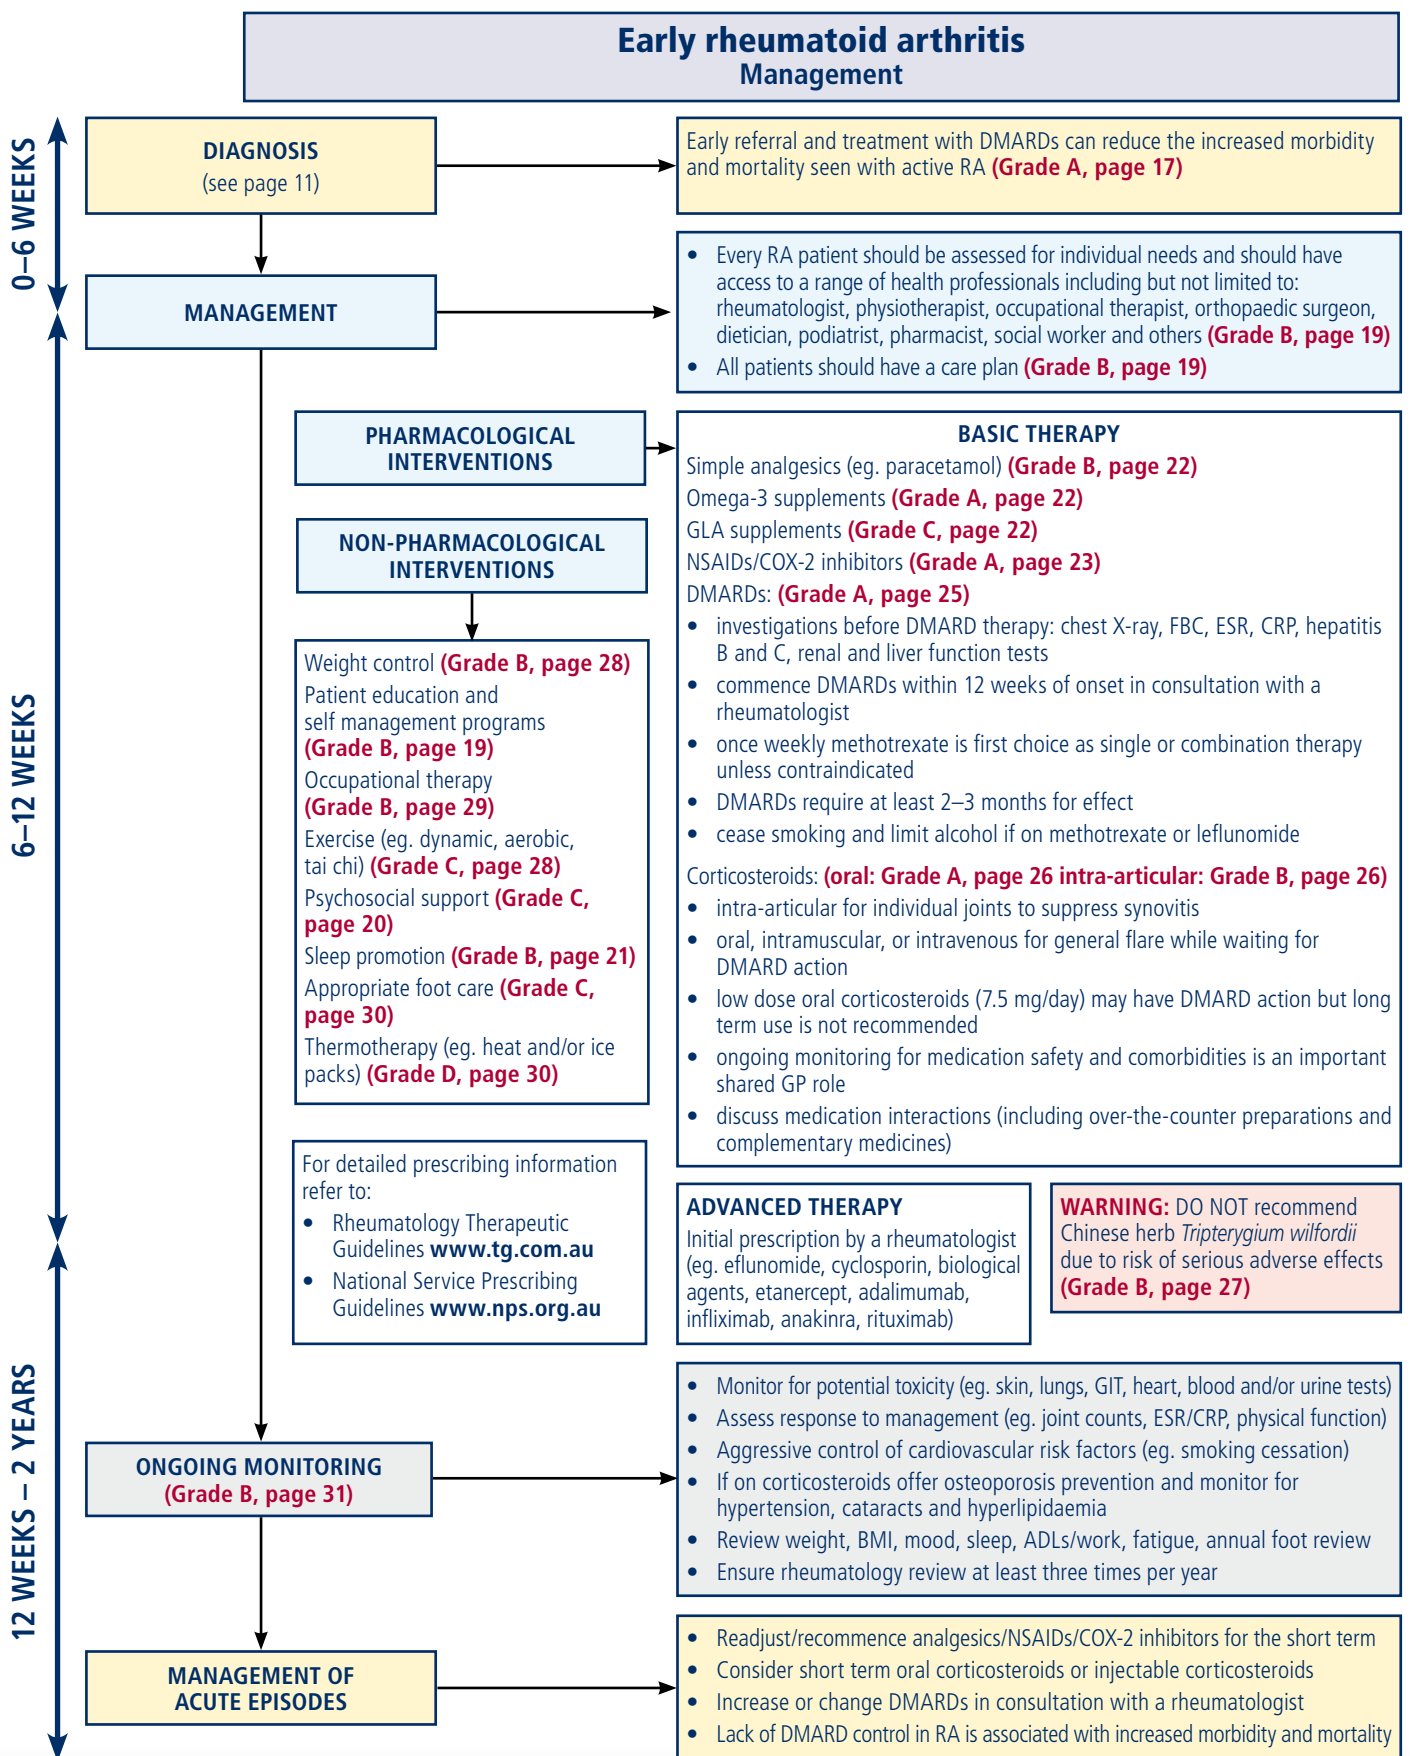 Early rheumatoid arthritis
Management
0–6 WEEKS
DIAGNOSIS
(see page 11)
Early referral and treatment with DMARDs can reduce the increased morbidity
and mortality seen with active RA (Grade A, page 17)
MANAGEMENT
• Every RA patient should be assessed for individual needs and should have
access to a range of health professionals including but not limited to:
rheumatologist, physiotherapist, occupational therapist, orthopaedic surgeon,
dietician, podiatrist, pharmacist, social worker and others (Grade B, page 19)
• All patients should have a care plan (Grade B, page 19)
6–12 WEEKS
PHARMACOLOGICAL
INTERVENTIONS
NON-PHARMACOLOGICAL
INTERVENTIONS
Weight control (Grade B, page 28)
Patient education and
self management programs
(Grade B, page 19)
Occupational therapy
(Grade B, page 29)
Exercise (eg. dynamic, aerobic,
tai chi) (Grade C, page 28)
Psychosocial support (Grade C,
page 20)
Sleep promotion (Grade B, page 21)
Appropriate foot care (Grade C,
page 30)
Thermotherapy (eg. heat and/or ice
packs) (Grade D, page 30)
BASIC THERAPY
Simple analgesics (eg. paracetamol) (Grade B, page 22)
Omega-3 supplements (Grade A, page 22)
GLA supplements (Grade C, page 22)
NSAIDs/COX-2 inhibitors (Grade A, page 23)
DMARDs: (Grade A, page 25)
• investigations before DMARD therapy: chest X-ray, FBC, ESR, CRP, hepatitis
B and C, renal and liver function tests
• commence DMARDs within 12 weeks of onset in consultation with a
rheumatologist
• once weekly methotrexate is first choice as single or combination therapy
unless contraindicated
• DMARDs require at least 2–3 months for effect
• cease smoking and limit alcohol if on methotrexate or leflunomide
Corticosteroids: (oral: Grade A, page 26 intra-articular: Grade B, page 26)
• intra-articular for individual joints to suppress synovitis
• oral, intramuscular, or intravenous for general flare while waiting for
DMARD action
• low dose oral corticosteroids (7.5 mg/day) may have DMARD action but long
term use is not recommended
• ongoing monitoring for medication safety and comorbidities is an important
shared GP role
• discuss medication interactions (including over-the-counter preparations and
complementary medicines)
For detailed prescribing information
refer to:
• Rheumatology Therapeutic
Guidelines www.tg.com.au
• National Service Prescribing
Guidelines www.nps.org.au
ADVANCED THERAPY
Initial prescription by a rheumatologist
(eg. eflunomide, cyclosporin, biological
agents, etanercept, adalimumab,
infliximab, anakinra, rituximab)
WARNING: DO NOT recommend
Chinese herb Tripterygium wilfordii
due to risk of serious adverse effects
(Grade B, page 27)
12 WEEKS – 2 YEARS
ONGOING MONITORING
(Grade B, page 31)
• Monitor for potential toxicity (eg. skin, lungs, GIT, heart, blood and/or urine tests)
• Assess response to management (eg. joint counts, ESR/CRP, physical function)
• Aggressive control of cardiovascular risk factors (eg. smoking cessation)
• If on corticosteroids offer osteoporosis prevention and monitor for
hypertension, cataracts and hyperlipidaemia
• Review weight, BMI, mood, sleep, ADLs/work, fatigue, annual foot review
• Ensure rheumatology review at least three times per year
MANAGEMENT OF
ACUTE EPISODES
• Readjust/recommence analgesics/NSAIDs/COX-2 inhibitors for the short term
• Consider short term oral corticosteroids or injectable corticosteroids
• Increase or change DMARDs in consultation with a rheumatologist
• Lack of DMARD control in RA is associated with increased morbidity and mortality